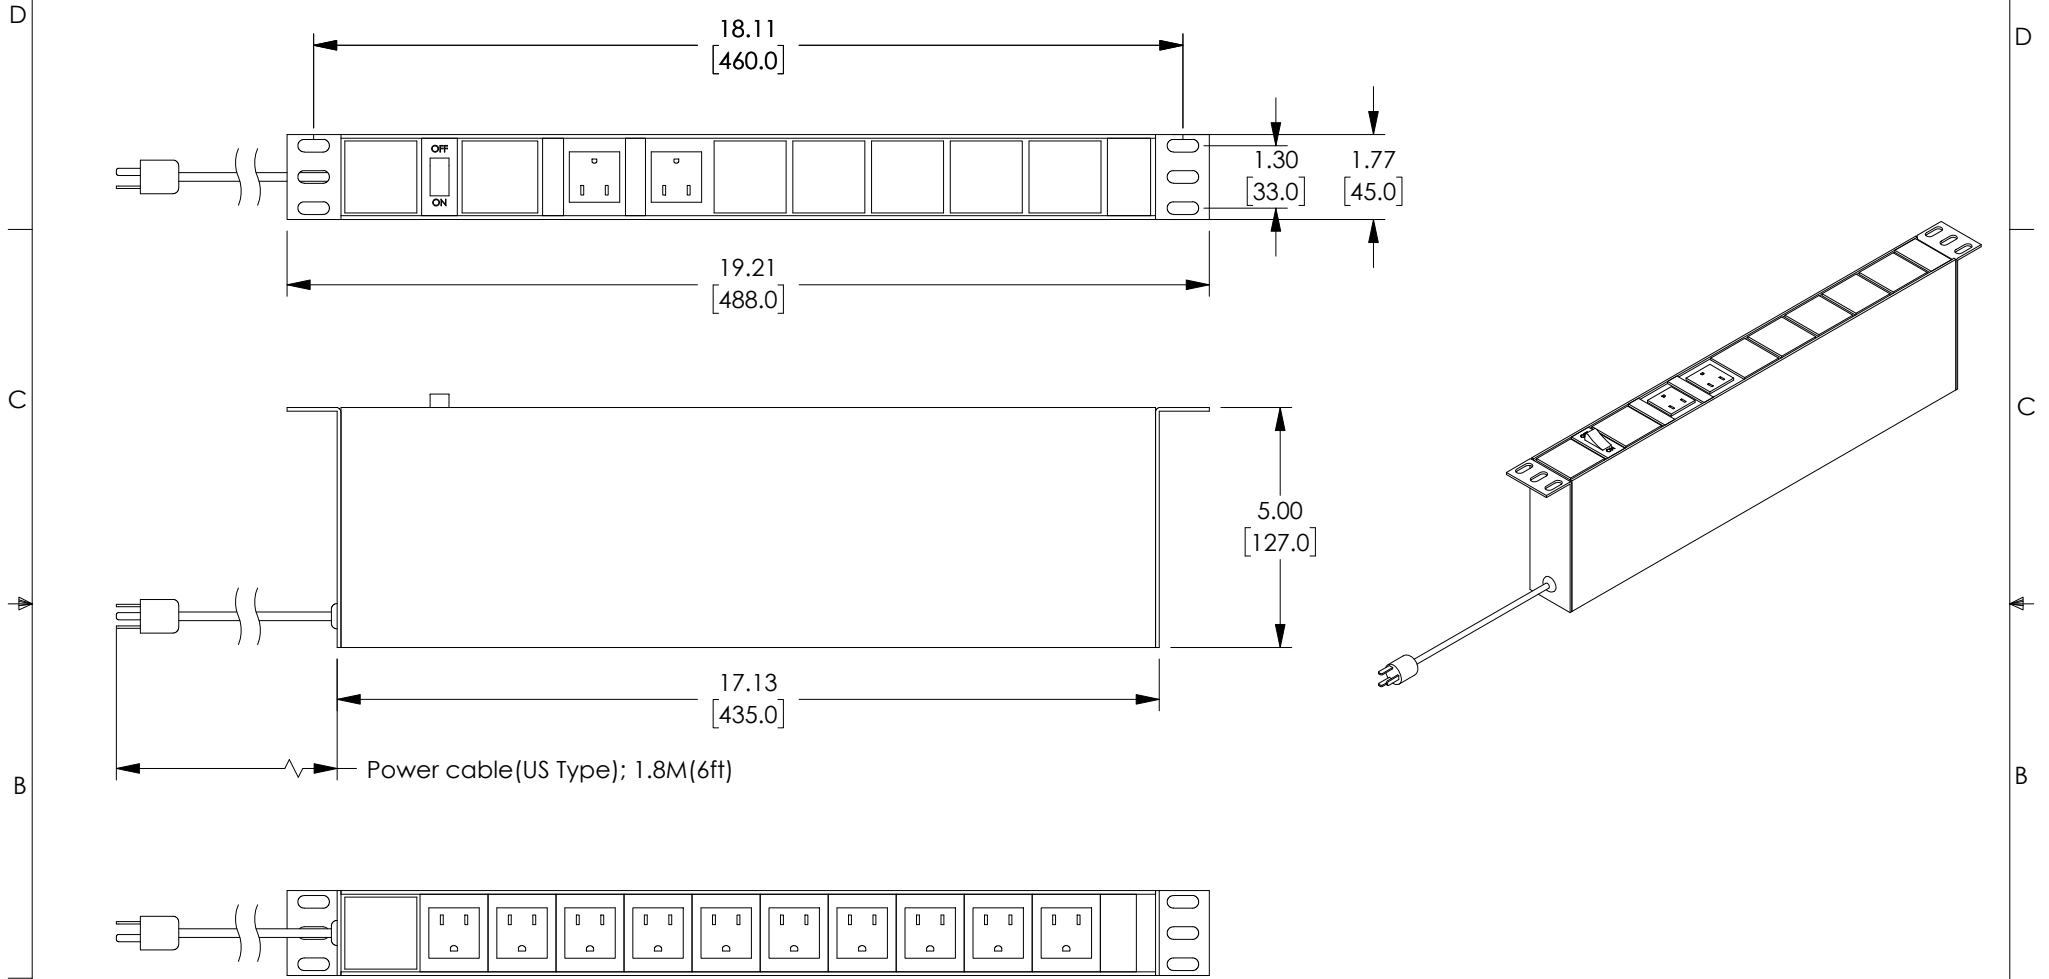 D
D
18.11
[460.0]
OFF
ON
1.30
[33.0]
1.77
[45.0]
19.21
[488.0]
C
C
5.00
[127.0]
17.13
[435.0]
Power cable(US Type); 1.8M(6ft)
B
B